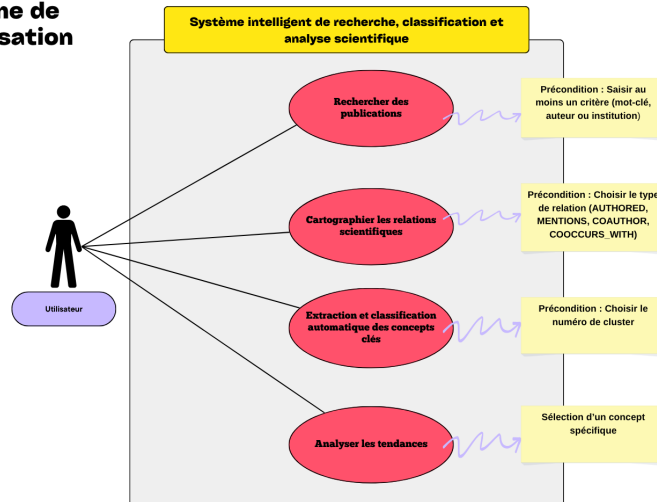 ne de
sation
Système intelligent de recherche, classification et
analyse scientifique
Rechercher des
publications
Précondition : Saisir au
moins un critère (mot-clé,
auteur ou institution)
Cartographier les relations
scientifiques
Précondition : Choisir le type
de relation (AUTHORED,
MENTIONS, COAUTHOR,
COOCCURS_WITH)
Utilisateur
Extraction et classification
automatique des concepts
clés
Précondition : Choisir le
numéro de cluster
Analyser les tendances
Sélection d’un concept
spécifique